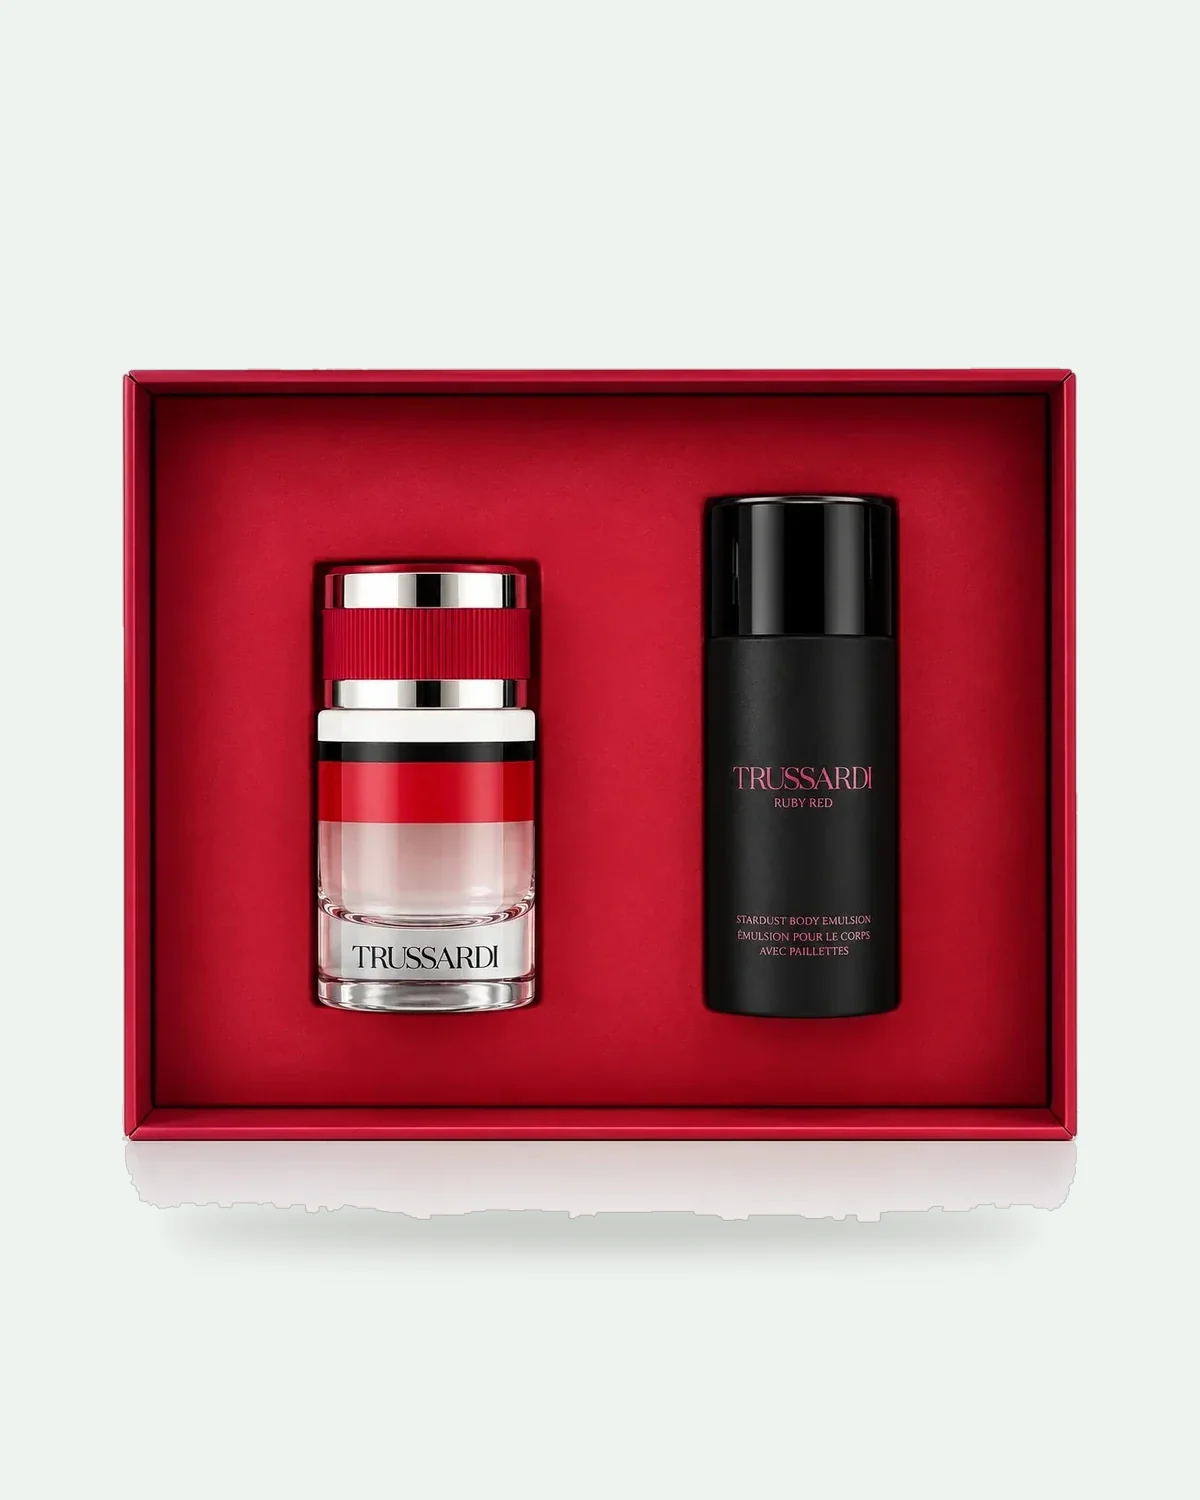 TRUSSARDI
TRUSSARDI
RUBY RED
STARDUST BODY EMULSION
ÉMULSION POUR LE CORPS
AVEC PAILLETTES